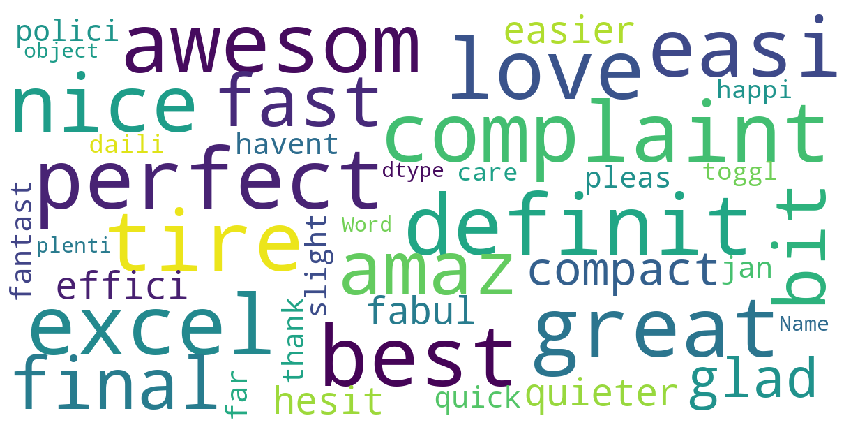 polici
object
awesom
easier
love
easi
nice
fast
happi
daili
havent
complaint
perfect
dtype
care
pleas
toggl
fantast
tire
slight
Word
definit
bit
plenti
amaz
compact
jan
effici
excel
thank
fabul
best
great
Name
final
far
hesit
quick
quieter
glad